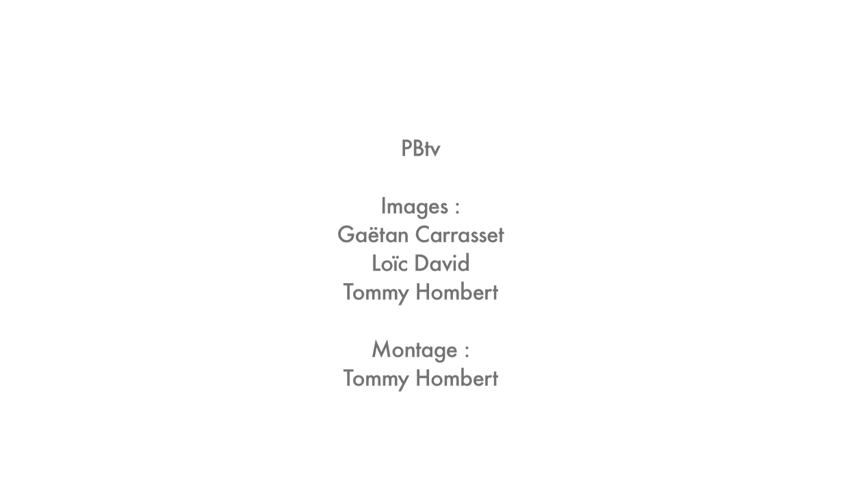 PBtv
Images :
Gaëtan Carrasset
Loïc David
Tommy Hombert
Montage :
Tommy Hombert